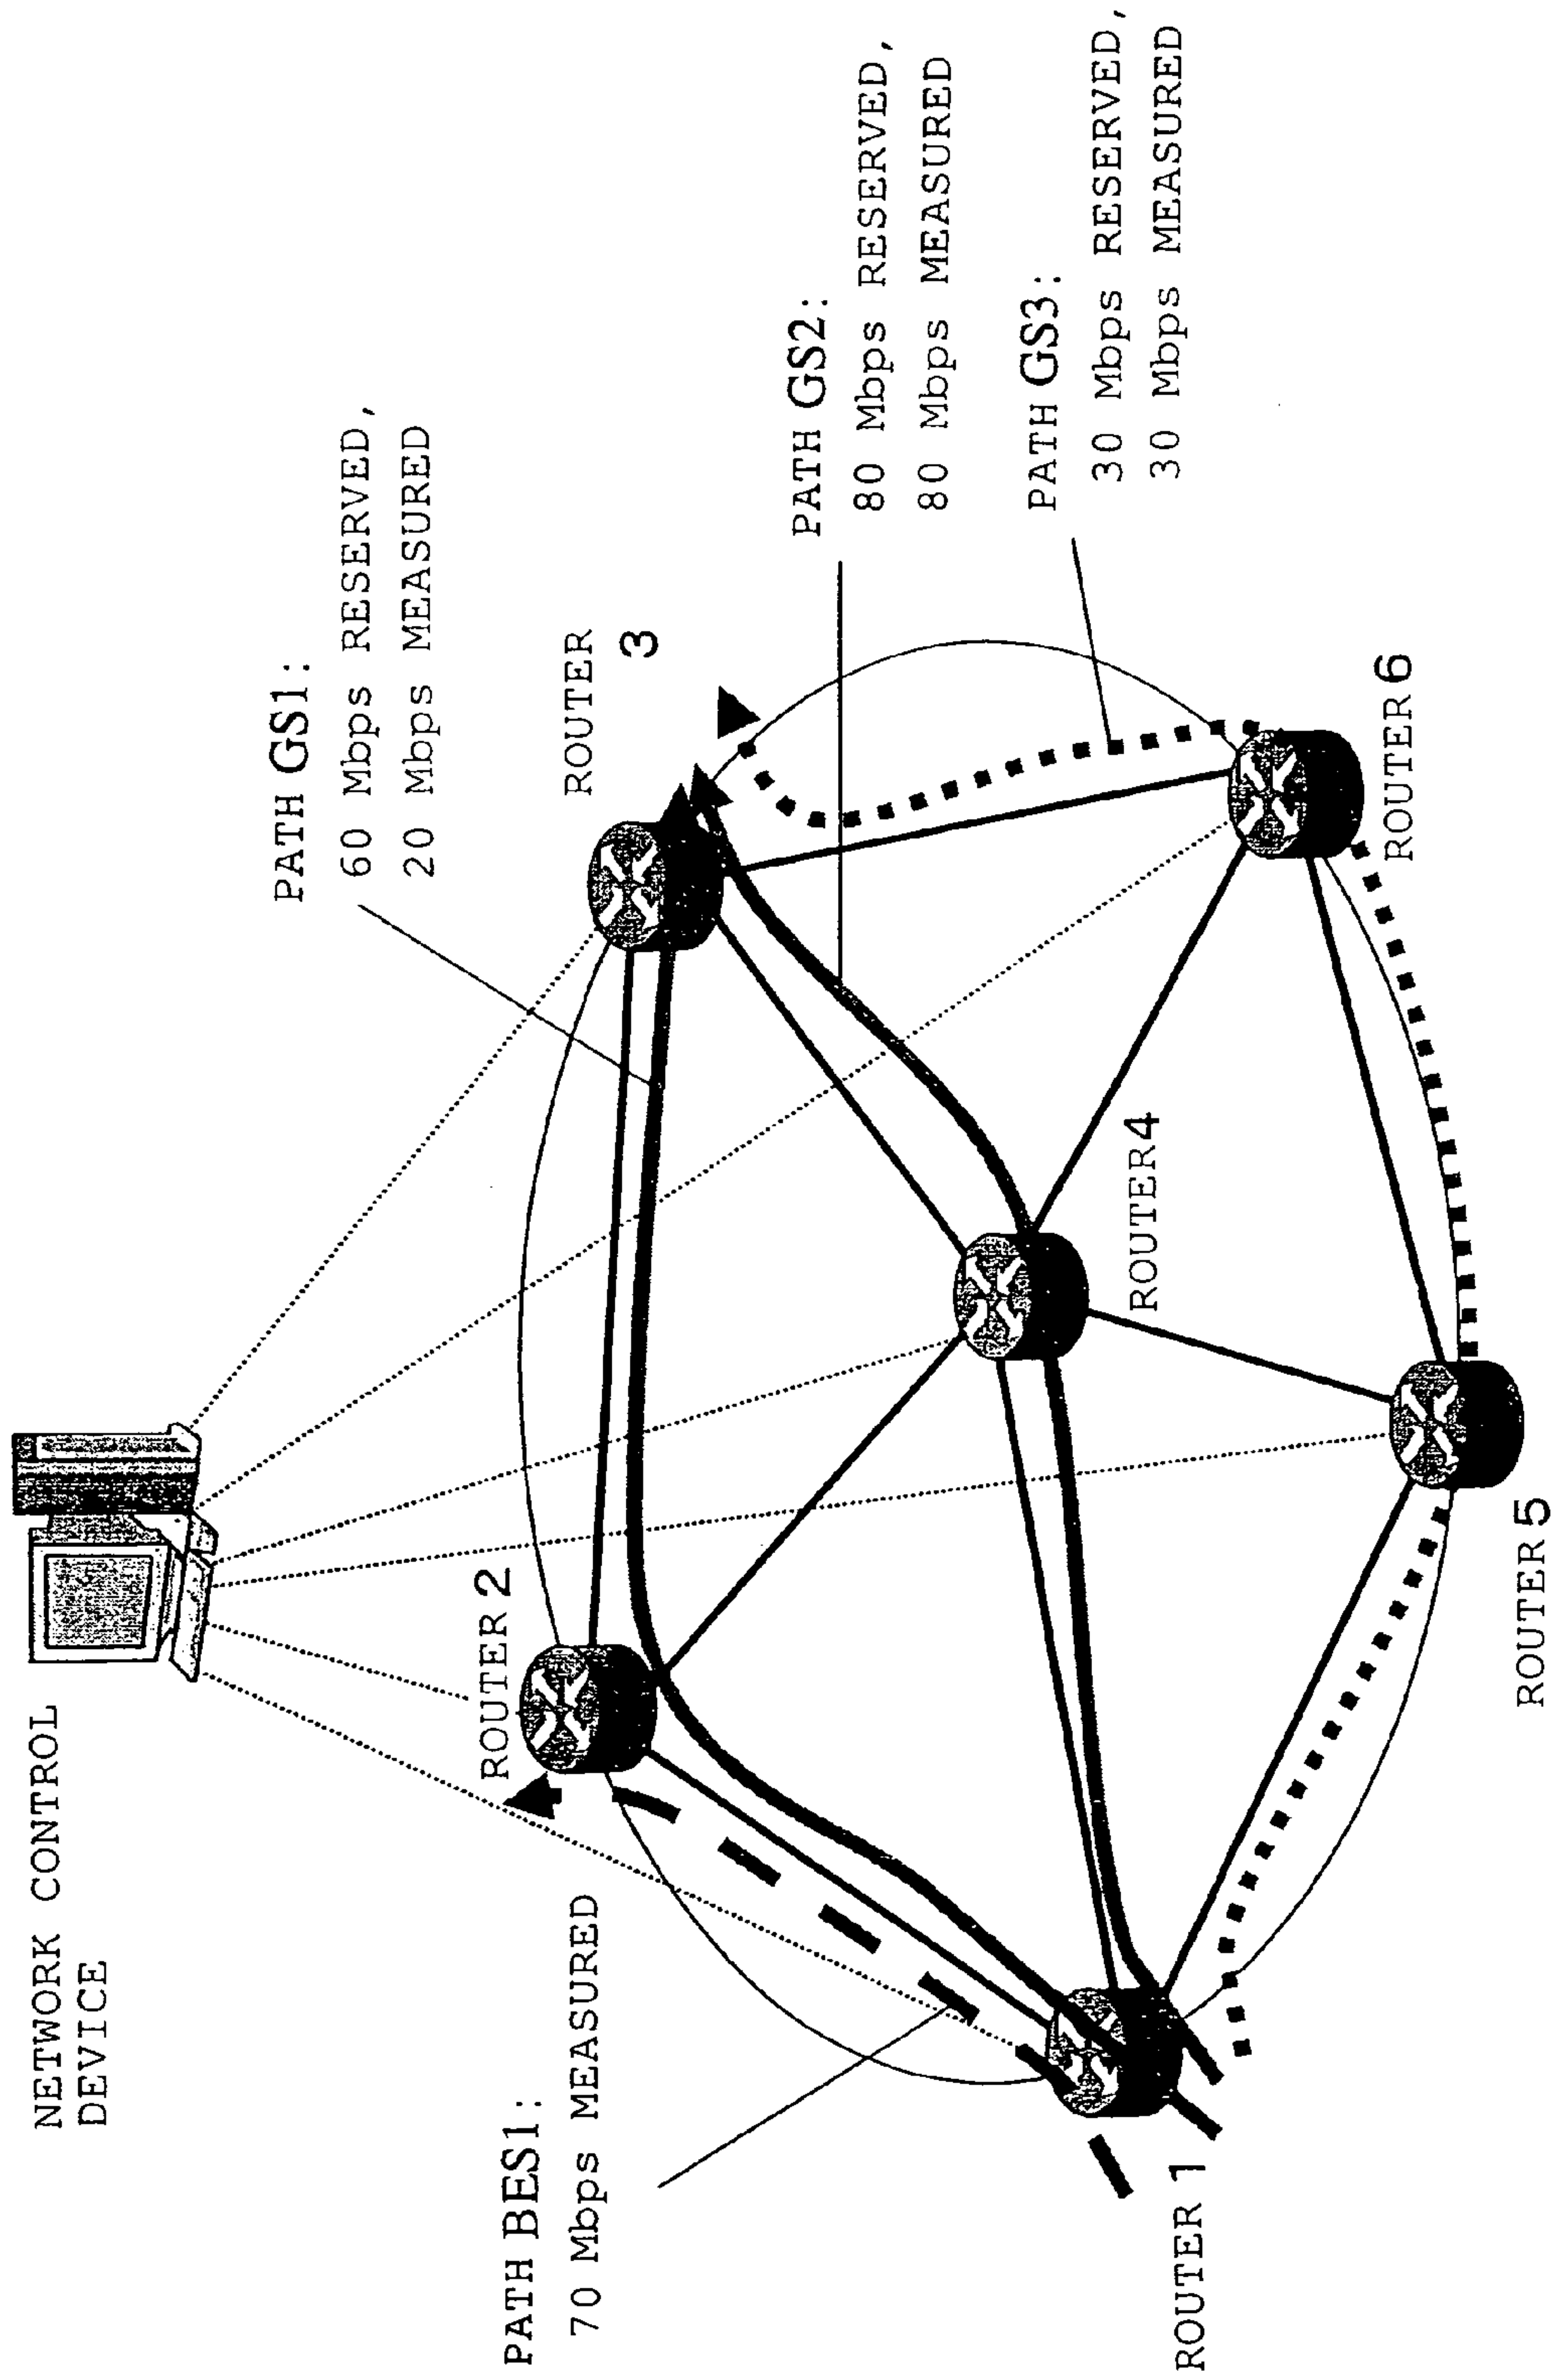 NETWORK CONTROL
DEVICE
PATH GS1:
60 Mbps RESERVED,
20 Mbps MEASURED
PATH BES1:
70 Mbps MEASURED
ROUTER 2
ROUTER
3
PATH GS2:
80 Mbps RESERVED,
80 Mbps MEASURED
PATH GS3:
30 Mbps RESERVED,
30 Mbps MEASURED
ROUTER 4
ROUTER 1
ROUTER 6
ROUTER 5